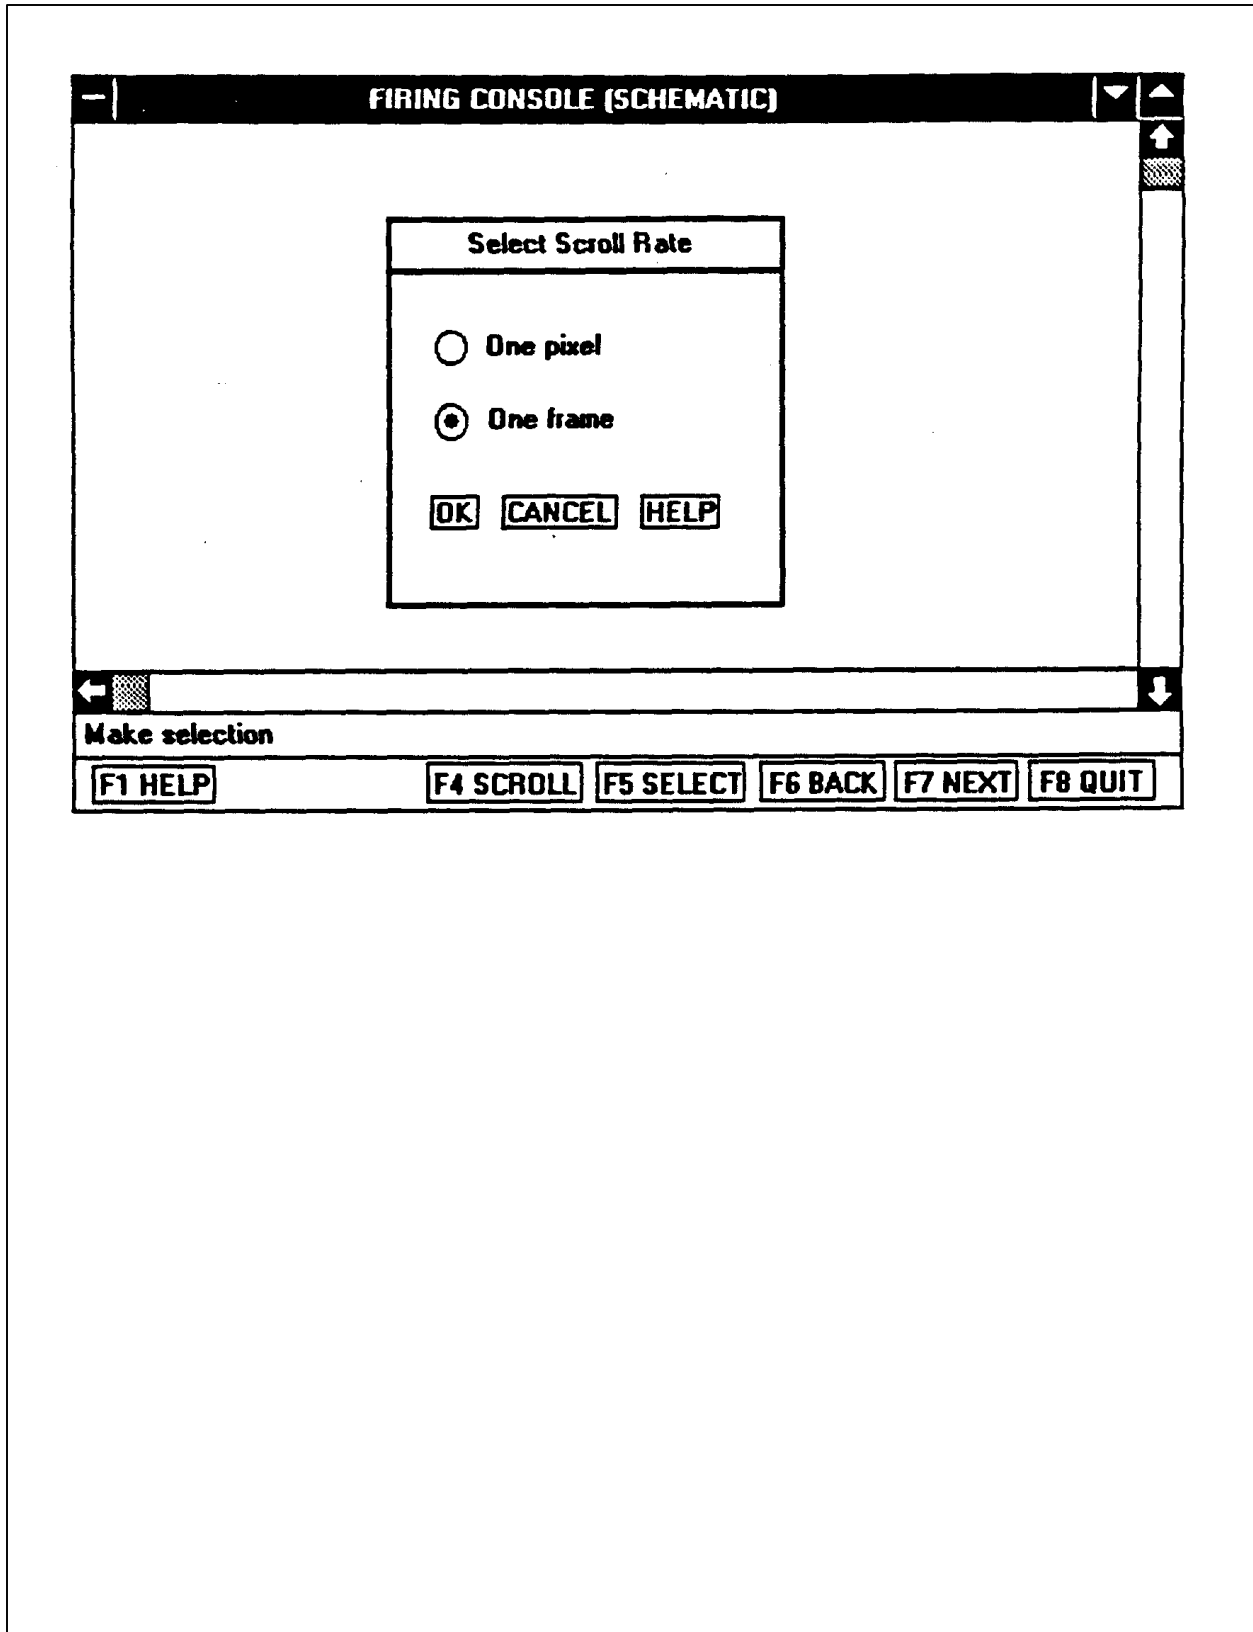 FIRING CONSOLE (SCHEMATIC)
Select Scroll Rate
One pixel
One frame
OK CANCEL HELP
Make selection
F1 HELP F4 SCROLL F5 SELECT F6 BACK F7 NEXT F8 QUIT